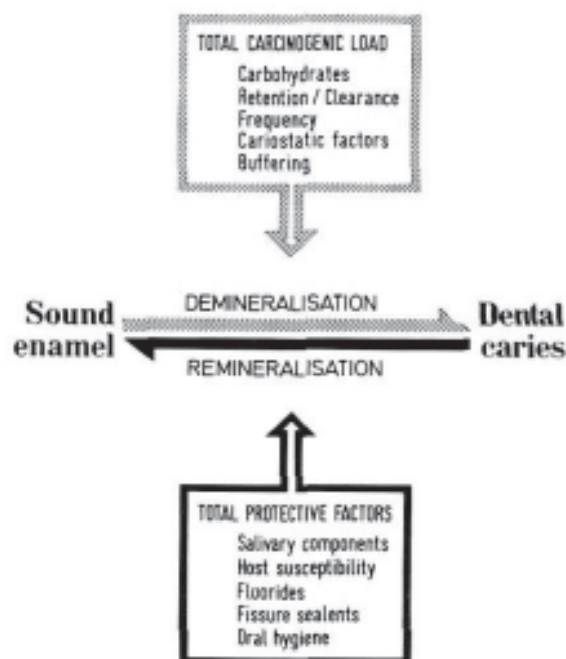 TOTAL CARCINOGENIC LOAD
Carbohydrates
Retention / Clearance
Frequency
Cariostatic factors
Buffering
DEMINERALISATION
Sound
enamel
Dental
caries
REMINERALISATION
TOTAL PROTECTIVE FACTORS
Salivary components
Host susceptibility
Fluorides
Fissure sealents
Oral hygiene